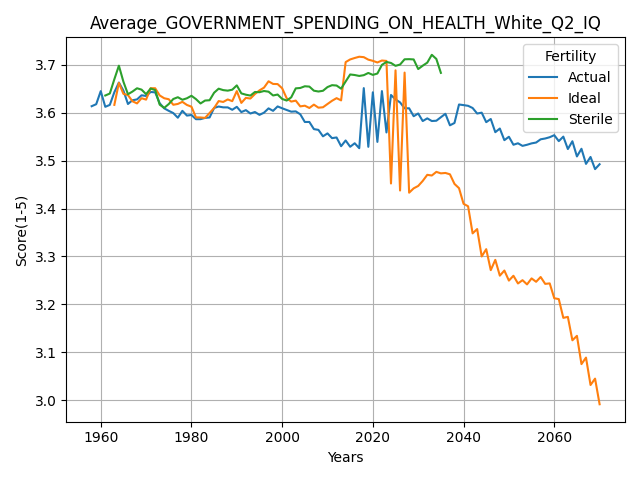 Average_GOVERNMENT_SPENDING_ON_HEALTH_White_Q2_IQ
Fertility
Actual
Ideal
Sterile
Score(1-5)
3.7
3.6
3.5
3.4
3.3
3.2
3.1
3.0
1960
1980
2000
2020
2040
2060
Years